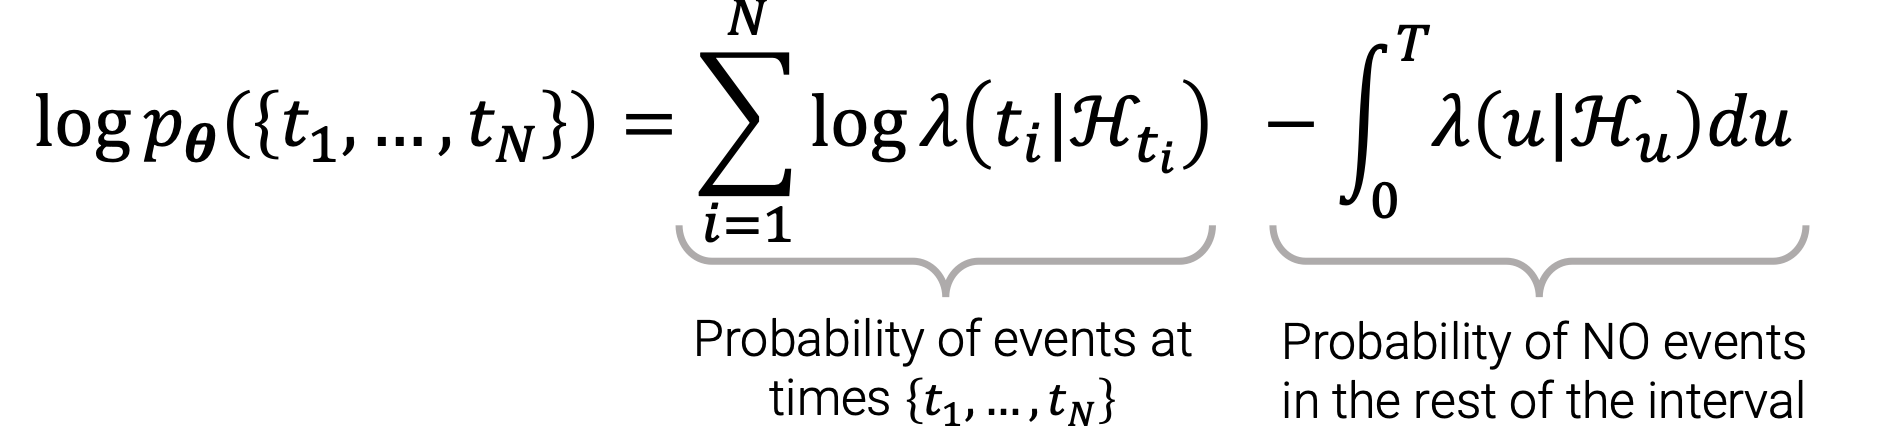 log p_θ({t_1, …, t_N}) = ∑_{i=1}^{N} log λ(t_i|ℋ_{t_i}) − ∫_0^T λ(u|ℋ_u)du
Probability of events at
times {t_1, …, t_N}
Probability of NO events
in the rest of the interval